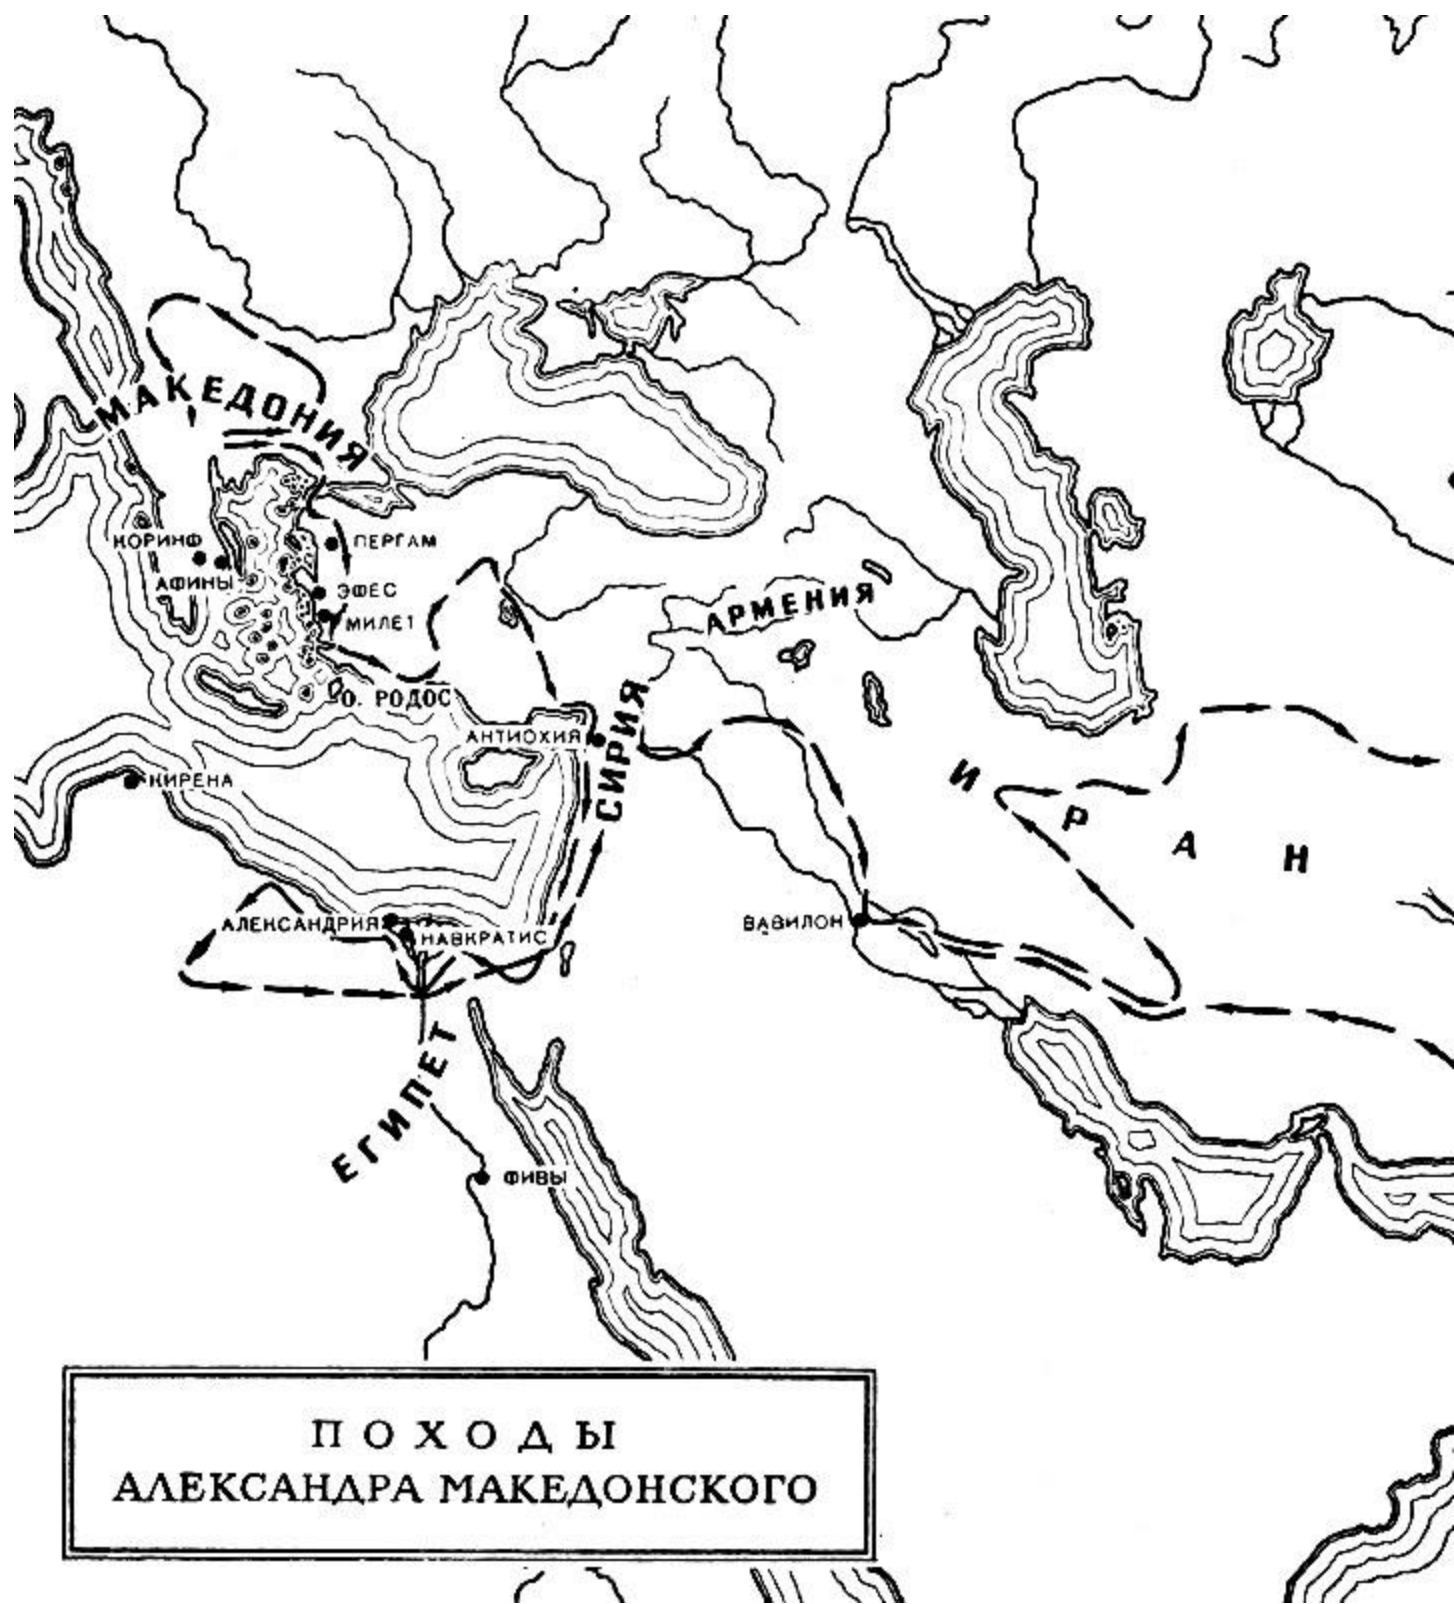 МАКЕДОНИЯ
КОРИНФ
АФИНЫ
ПЕРГАМ
ЭФЕС
МИЛЕТ
АРМЕНИЯ
О. РОДОС
АНТИОХИЯ
СИРИЯ
КИРЕНА
ИРАН
АЛЕКСАНДРИЯ
НАВКРАТИС
ВАВИЛОН
ЕГИПЕТ
ФИВЫ
ПОХОДЫ
АЛЕКСАНДРА МАКЕДОНСКОГО